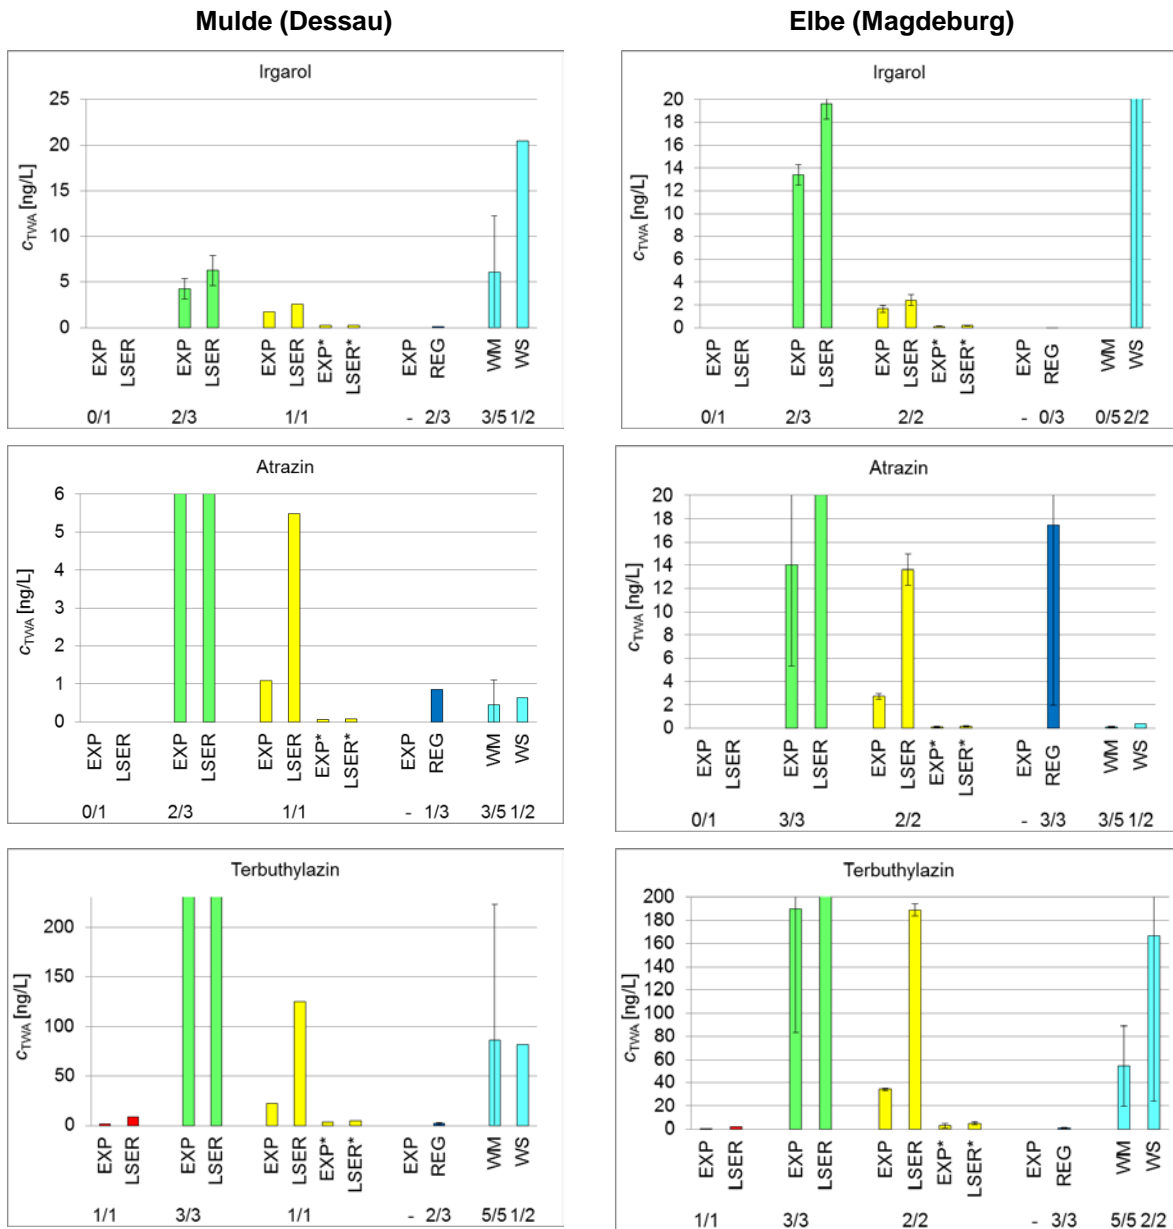 Mulde (Dessau)
Elbe (Magdeburg)
Irgarol
25
20
15
10
5
0
cTWA [ng/L]
EXP LSER EXP LSER EXP LSER EXP* LSER* EXP REG WM WS
0/1 2/3 1/1 - 2/3 3/5 1/2
Irgarol
20
18
16
14
12
10
8
6
4
2
0
cTWA [ng/L]
EXP LSER EXP LSER EXP LSER EXP* LSER* EXP REG WM WS
0/1 2/3 2/2 - 0/3 0/5 2/2
Atrazin
6
5
4
3
2
1
0
cTWA [ng/L]
EXP LSER EXP LSER EXP LSER EXP* LSER* EXP REG WM WS
0/1 2/3 1/1 - 1/3 3/5 1/2
Atrazin
20
18
16
14
12
10
8
6
4
2
0
cTWA [ng/L]
EXP LSER EXP LSER EXP LSER EXP* LSER* EXP REG WM WS
0/1 3/3 2/2 - 3/3 3/5 1/2
Terbuthylazin
200
150
100
50
0
cTWA [ng/L]
EXP LSER EXP LSER EXP LSER EXP* LSER* EXP REG WM WS
1/1 3/3 1/1 - 2/3 5/5 1/2
Terbuthylazin
200
180
160
140
120
100
80
60
40
20
0
cTWA [ng/L]
EXP LSER EXP LSER EXP LSER EXP* LSER* EXP REG WM WS
1/1 3/3 2/2 - 3/3 5/5 2/2